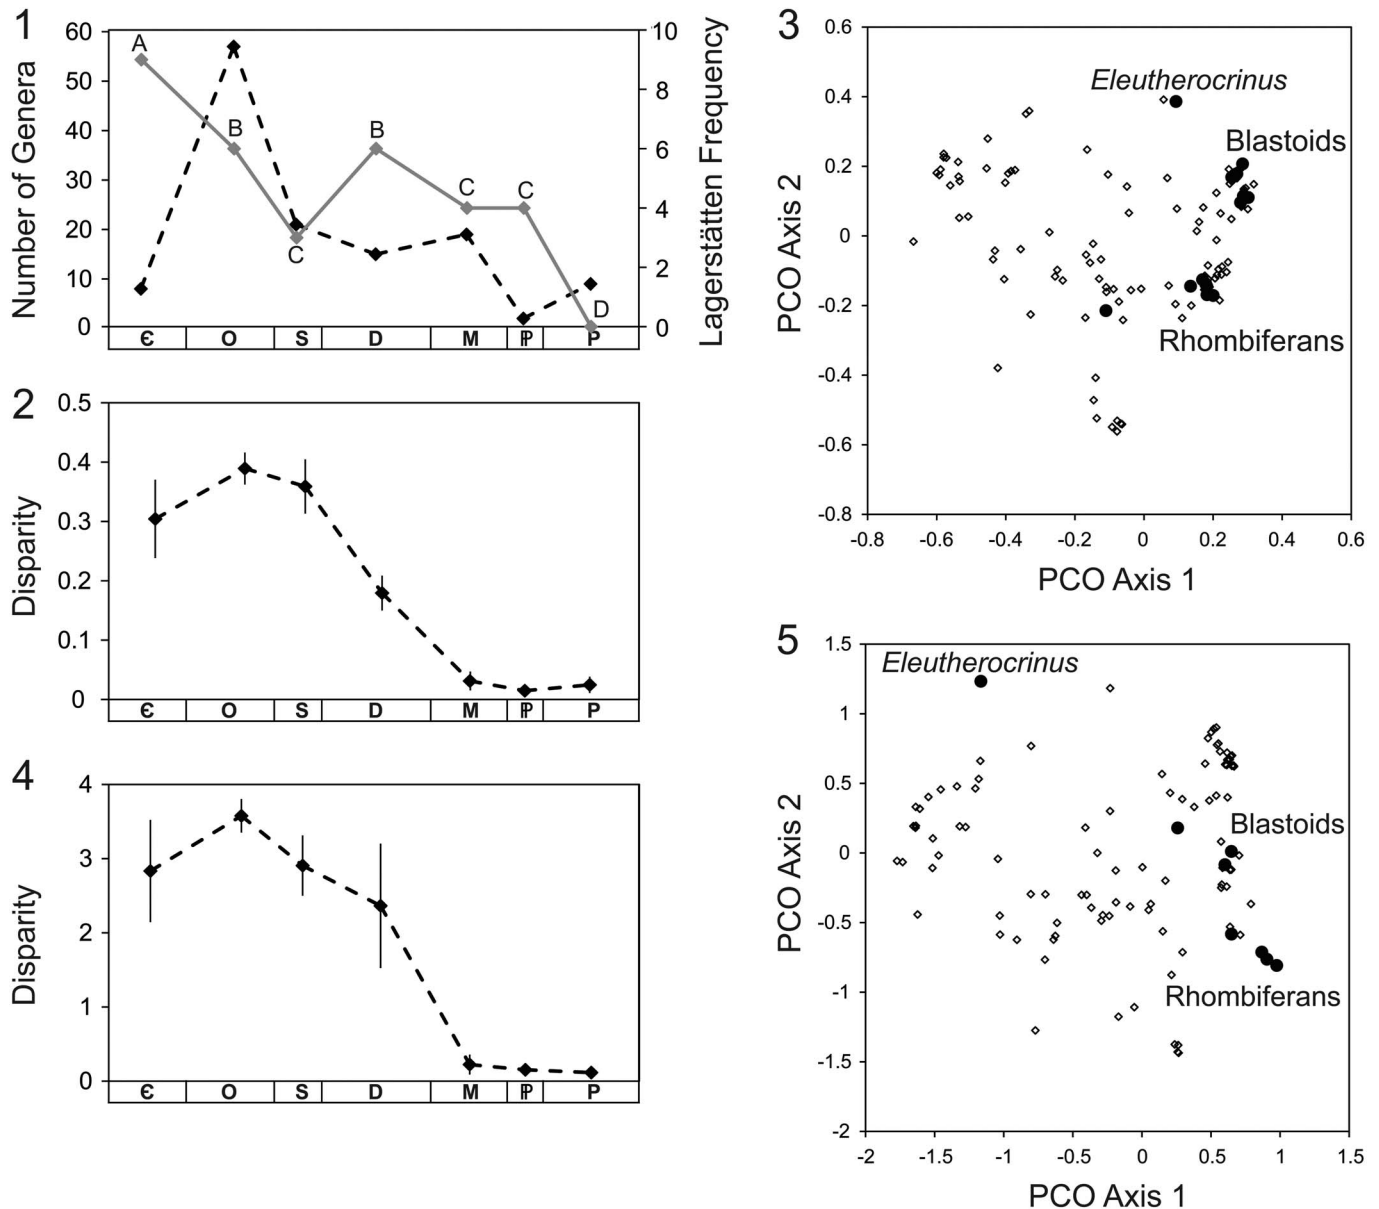 1
Number of Genera
60
50
40
30
20
10
0
A
B
C
B
C
C
D
10
8
6
4
2
0
Lagerstätten Frequency
Є O S D M ℙ P
2
Disparity
0.5
0.4
0.3
0.2
0.1
0
Є O S D M ℙ P
4
Disparity
4
3
2
1
0
Є O S D M ℙ P
3
PCO Axis 2
0.6
0.4
0.2
0
-0.2
-0.4
-0.6
-0.8
Eleutherocrinus
Blastoids
Rhombiferans
-0.8 -0.6 -0.4 -0.2 0 0.2 0.4 0.6
PCO Axis 1
5
PCO Axis 2
1.5
1
0.5
0
-0.5
-1
-1.5
-2
Eleutherocrinus
Blastoids
Rhombiferans
-2 -1.5 -1 -0.5 0 0.5 1 1.5
PCO Axis 1